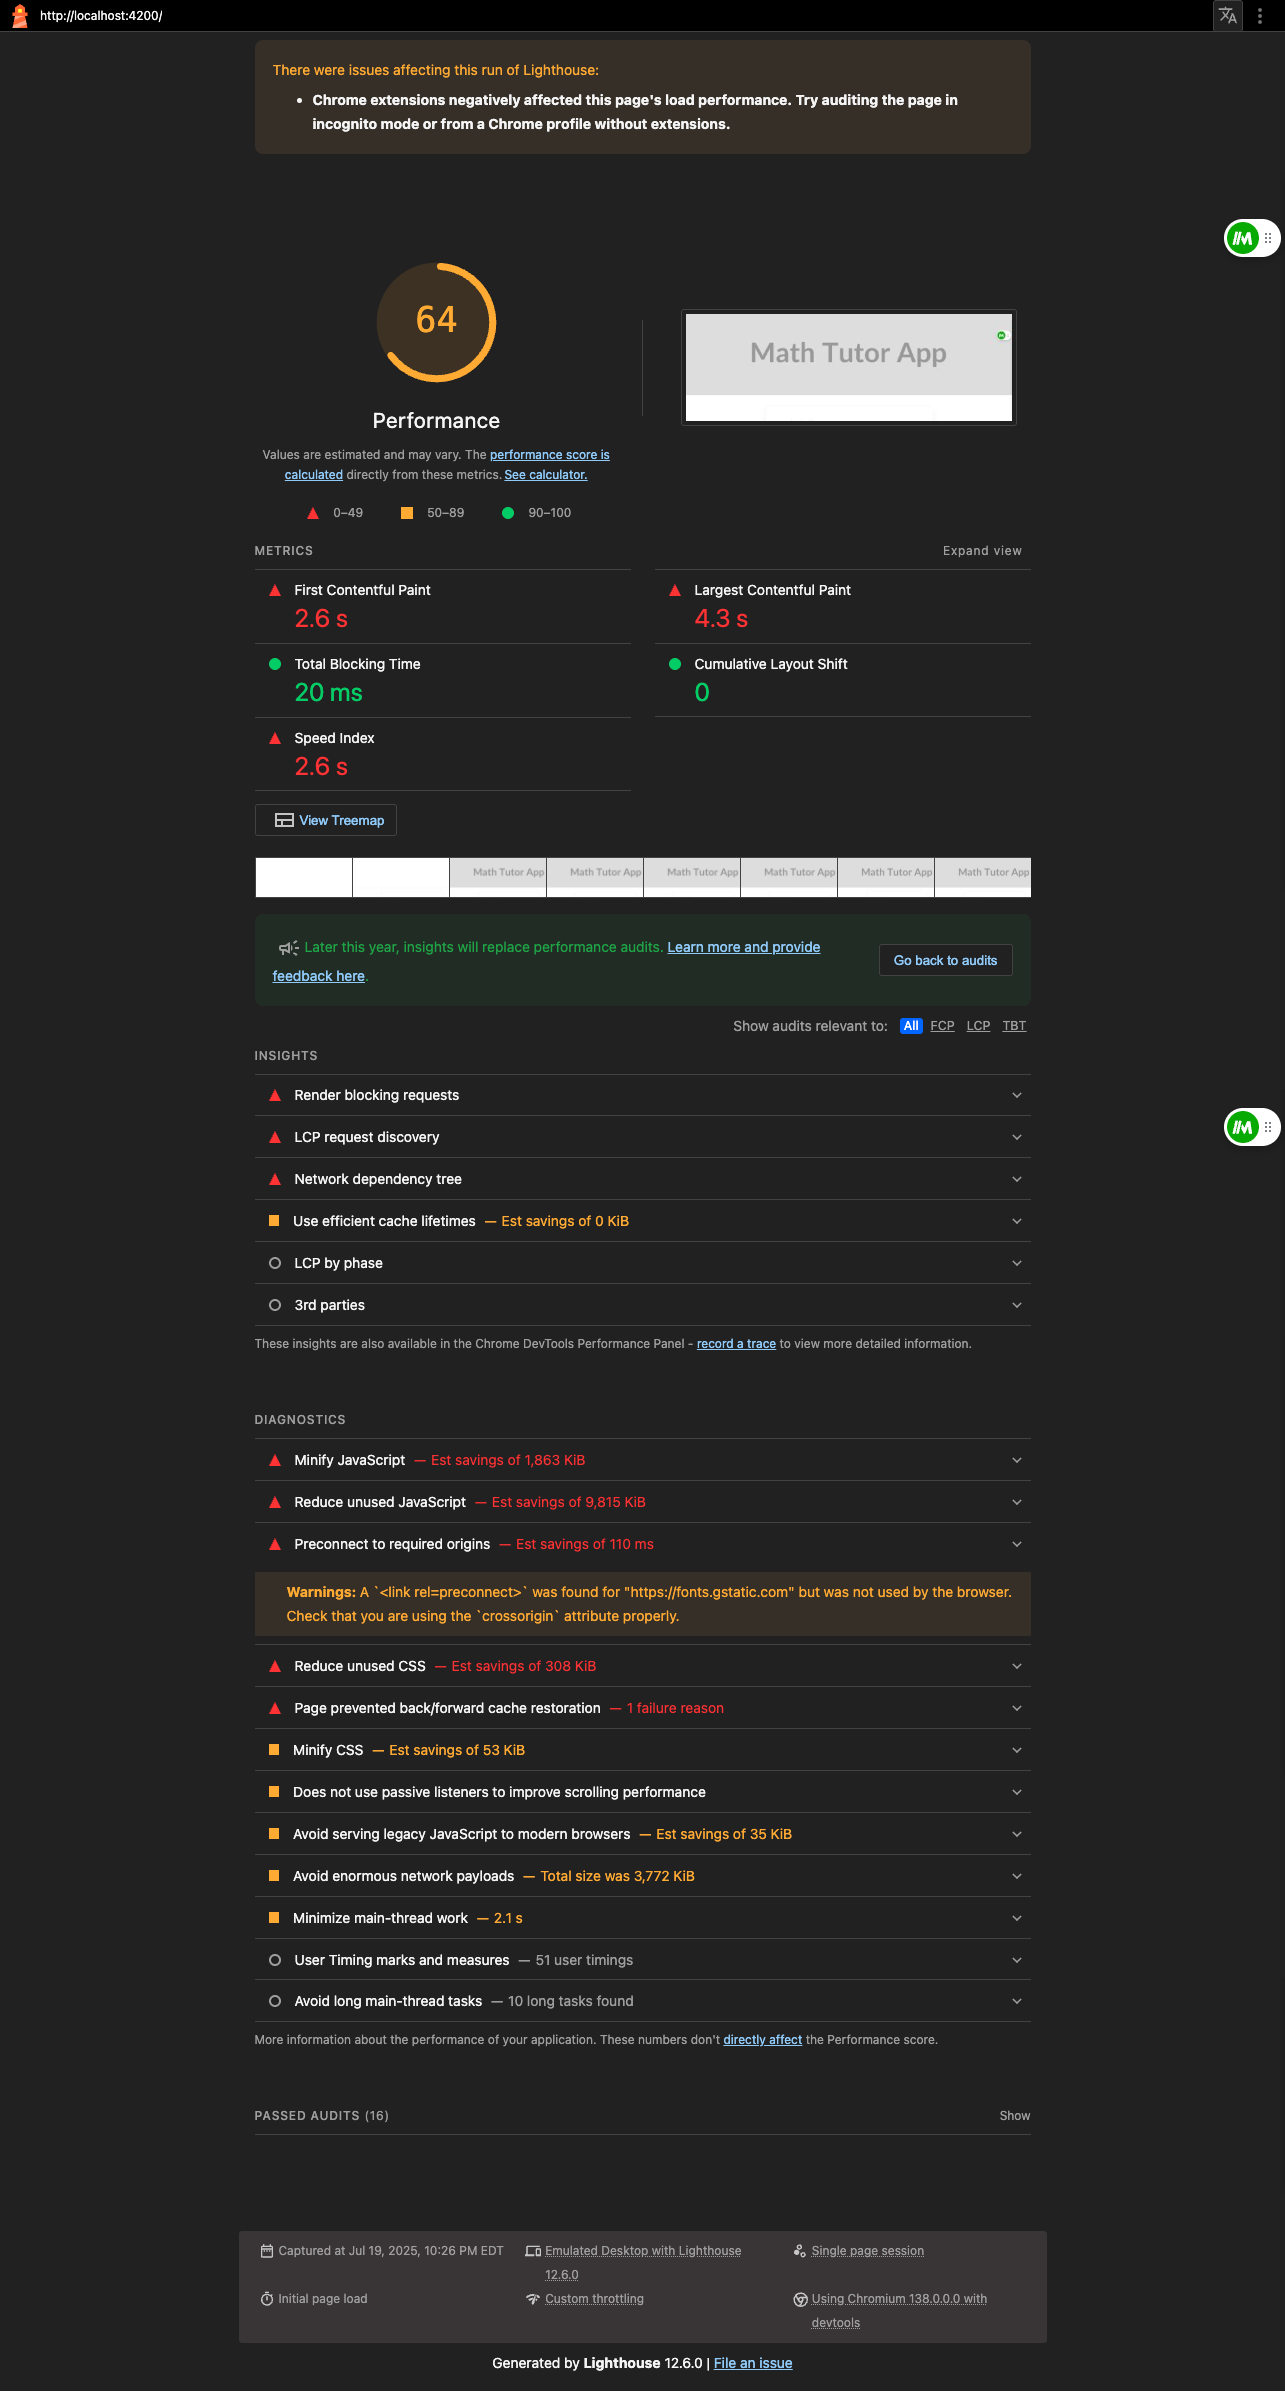 http://localhost:4200/
There were issues affecting this run of Lighthouse:
• Chrome extensions negatively affected this page's load performance. Try auditing the page in
incognito mode or from a Chrome profile without extensions.
64
Math Tutor App
Performance
Values are estimated and may vary. The performance score is
calculated directly from these metrics. See calculator.
0–49 50–89 90–100
METRICS
Expand view
First Contentful Paint
2.6 s
Largest Contentful Paint
4.3 s
Total Blocking Time
20 ms
Cumulative Layout Shift
0
Speed Index
2.6 s
View Treemap
Math Tutor App Math Tutor App Math Tutor App Math Tutor App Math Tutor App Math Tutor App
Later this year, insights will replace performance audits. Learn more and provide
feedback here.
Go back to audits
Show audits relevant to: All FCP LCP TBT
INSIGHTS
Render blocking requests
LCP request discovery
Network dependency tree
Use efficient cache lifetimes — Est savings of 0 KiB
LCP by phase
3rd parties
These insights are also available in the Chrome DevTools Performance Panel - record a trace to view more detailed information.
DIAGNOSTICS
Minify JavaScript — Est savings of 1,863 KiB
Reduce unused JavaScript — Est savings of 9,815 KiB
Preconnect to required origins — Est savings of 110 ms
Warnings: A `<link rel=preconnect>` was found for "https://fonts.gstatic.com" but was not used by the browser.
Check that you are using the `crossorigin` attribute properly.
Reduce unused CSS — Est savings of 308 KiB
Page prevented back/forward cache restoration — 1 failure reason
Minify CSS — Est savings of 53 KiB
Does not use passive listeners to improve scrolling performance
Avoid serving legacy JavaScript to modern browsers — Est savings of 35 KiB
Avoid enormous network payloads — Total size was 3,772 KiB
Minimize main-thread work — 2.1 s
User Timing marks and measures — 51 user timings
Avoid long main-thread tasks — 10 long tasks found
More information about the performance of your application. These numbers don't directly affect the Performance score.
PASSED AUDITS (16)
Show
Captured at Jul 19, 2025, 10:26 PM EDT
Emulated Desktop with Lighthouse
12.6.0
Single page session
Initial page load
Custom throttling
Using Chromium 138.0.0.0 with
devtools
Generated by Lighthouse 12.6.0 | File an issue